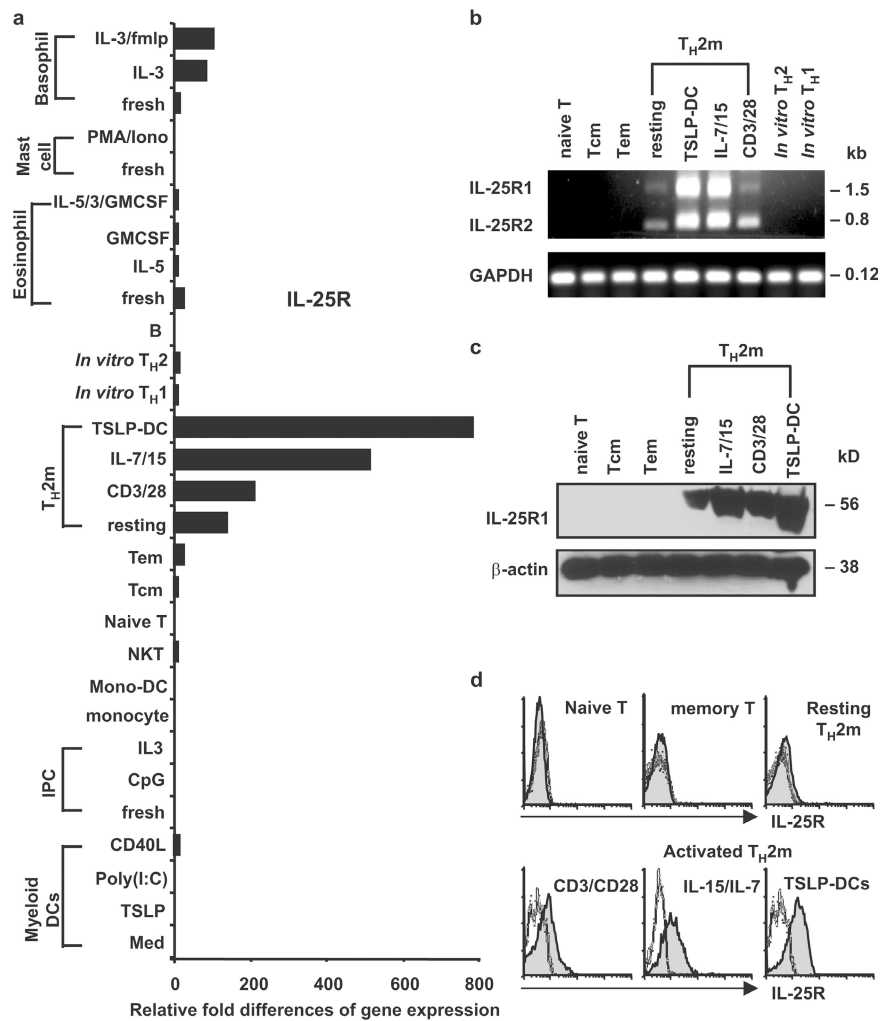 a
Basophil
IL-3/fmlp
IL-3
fresh
Mast
cell
PMA/Iono
fresh
Eosinophil
IL-5/3/GMCSF
GMCSF
IL-5
fresh
IL-25R
B
In vitro TH2
In vitro TH1
TH2m
TSLP-DC
IL-7/15
CD3/28
resting
Tem
Tcm
Naive T
NKT
Mono-DC
monocyte
IPC
IL3
CpG
fresh
Myeloid
DCs
CD40L
Poly(I:C)
TSLP
Med
0 200 400 600 800
Relative fold differences of gene expression
b
TH2m
naive T
Tcm
Tem
resting
TSLP-DC
IL-7/15
CD3/28
In vitro TH2
In vitro TH1
kb
IL-25R1
– 1.5
IL-25R2
– 0.8
GAPDH
– 0.12
c
TH2m
naive T
Tcm
Tem
resting
IL-7/15
CD3/28
TSLP-DC
kD
IL-25R1
– 56
β-actin
– 38
d
Naive T
memory T
Resting
TH2m
IL-25R
Activated TH2m
CD3/CD28
IL-15/IL-7
TSLP-DCs
IL-25R